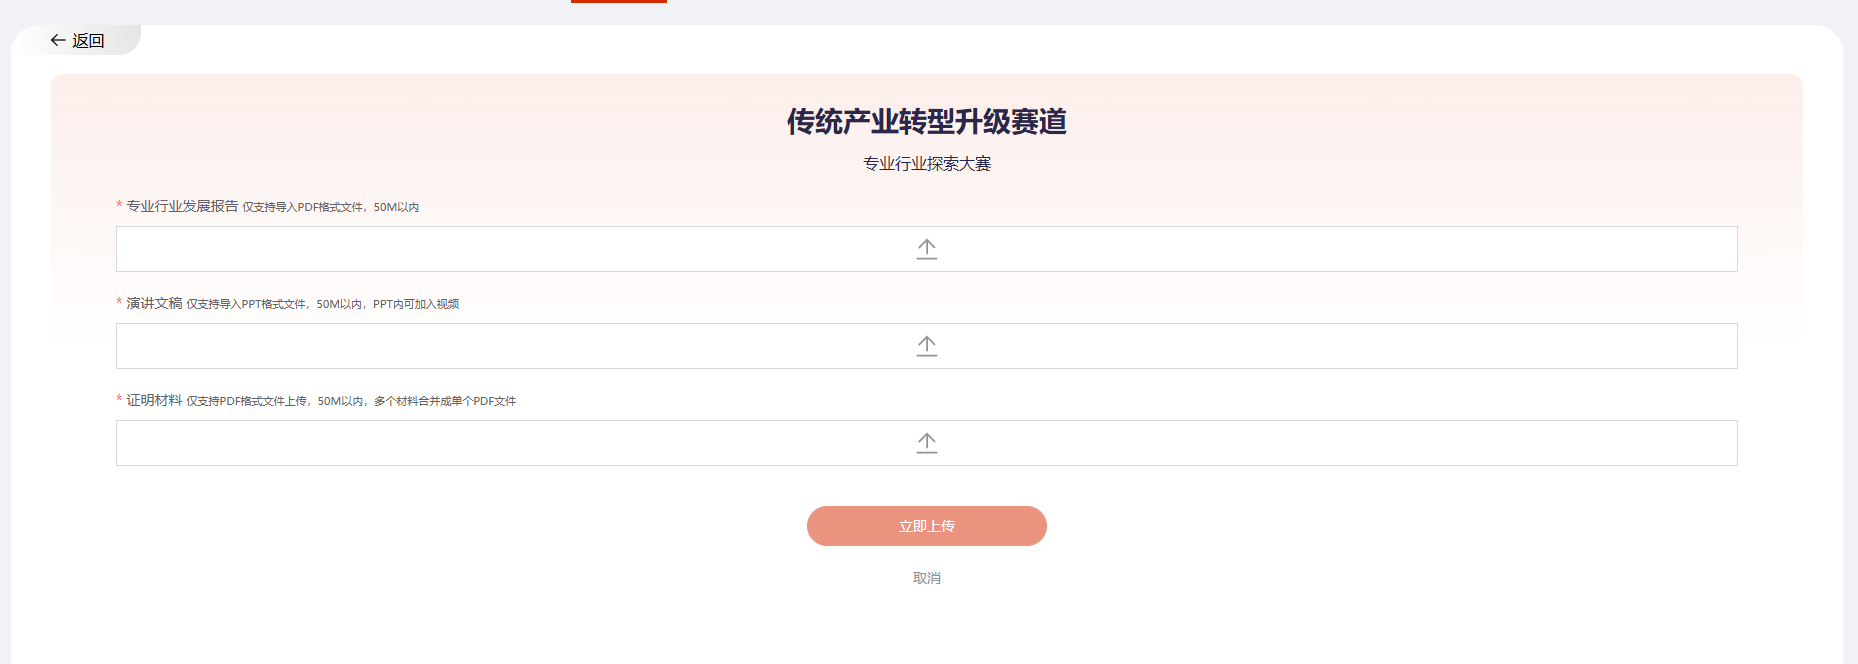 返回
传统产业转型升级赛道
专业行业探索大赛
* 专业行业发展报告 仅支持导入PDF格式文件，50M以内
* 演讲文稿 仅支持导入PPT格式文件，50M以内，PPT内可加入视频
* 证明材料 仅支持PDF格式文件上传，50M以内，多个材料合并成单个PDF文件
立即上传
取消